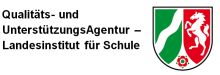 Qualitäts- und
UnterstützungsAgentur –
Landesinstitut für Schule